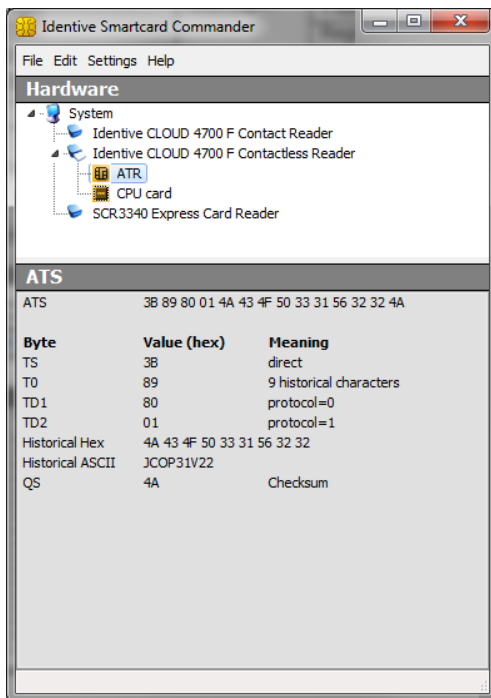 Identive Smartcard Commander
File Edit Settings Help
Hardware
System
Identive CLOUD 4700 F Contact Reader
Identive CLOUD 4700 F Contactless Reader
ATR
CPU card
SCR3340 Express Card Reader
ATS
ATS 3B 89 80 01 4A 43 4F 50 33 31 56 32 32 4A
Byte Value (hex) Meaning
TS 3B direct
T0 89 9 historical characters
TD1 80 protocol=0
TD2 01 protocol=1
Historical Hex 4A 43 4F 50 33 31 56 32 32
Historical ASCII JCOP31V22
QS 4A Checksum